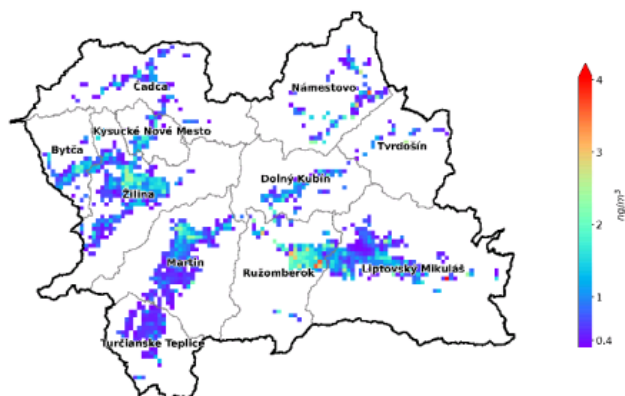 Čadca
Námestovo
Kysucké Nové Mesto
Bytča
Tvrdošín
Dolný Kubín
Žilina
Martin
Ružomberok
Liptovský Mikuláš
Turčianske Teplice
4
3
2
1
0.4
ng/m³